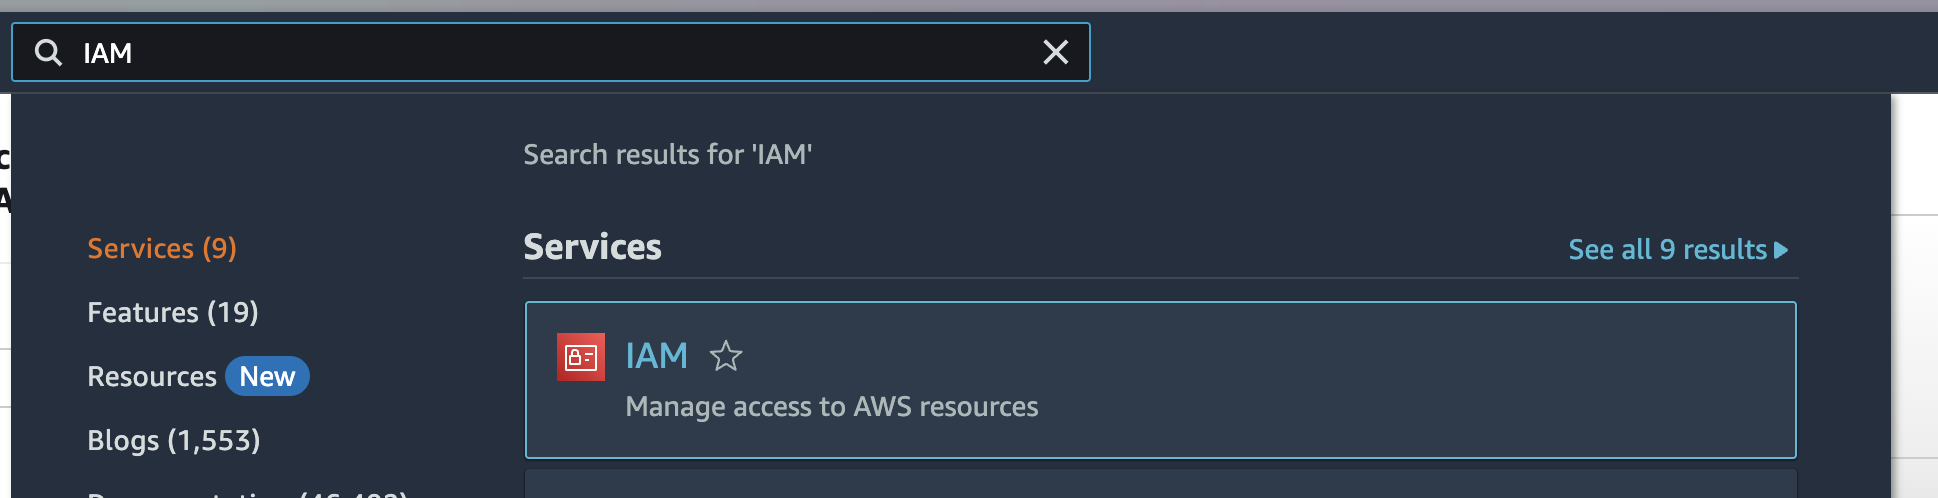 IAM
Search results for 'IAM'
Services (9)
Features (19)
Resources New
Blogs (1,553)
Services
See all 9 results
IAM
Manage access to AWS resources